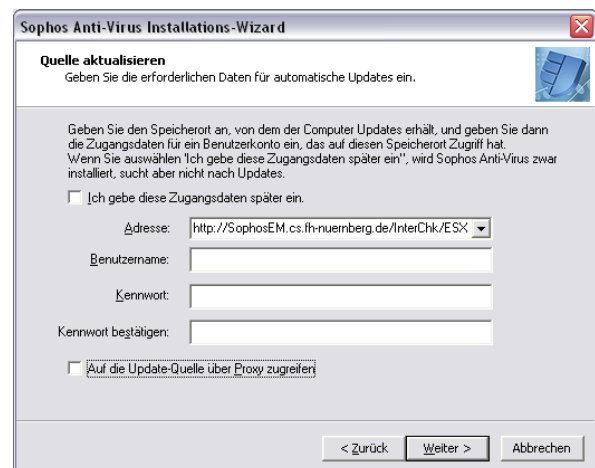 Sophos Anti-Virus Installations-Wizard
Quelle aktualisieren
Geben Sie die erforderlichen Daten für automatische Updates ein.
Geben Sie den Speicherort an, von dem der Computer Updates erhält, und geben Sie dann
die Zugangsdaten für ein Benutzerkonto ein, das auf diesen Speicherort Zugriff hat.
Wenn Sie auswählen 'Ich gebe diese Zugangsdaten später ein", wird Sophos Anti-Virus zwar
installiert, sucht aber nicht nach Updates.
Ich gebe diese Zugangsdaten später ein.
Adresse: http://SophosEM.cs.fh-nuernberg.de/InterChk/ESX
Benutzername:
Kennwort:
Kennwort bestätigen:
Auf die Update-Quelle über Proxy zugreifen
< Zurück Weiter > Abbrechen